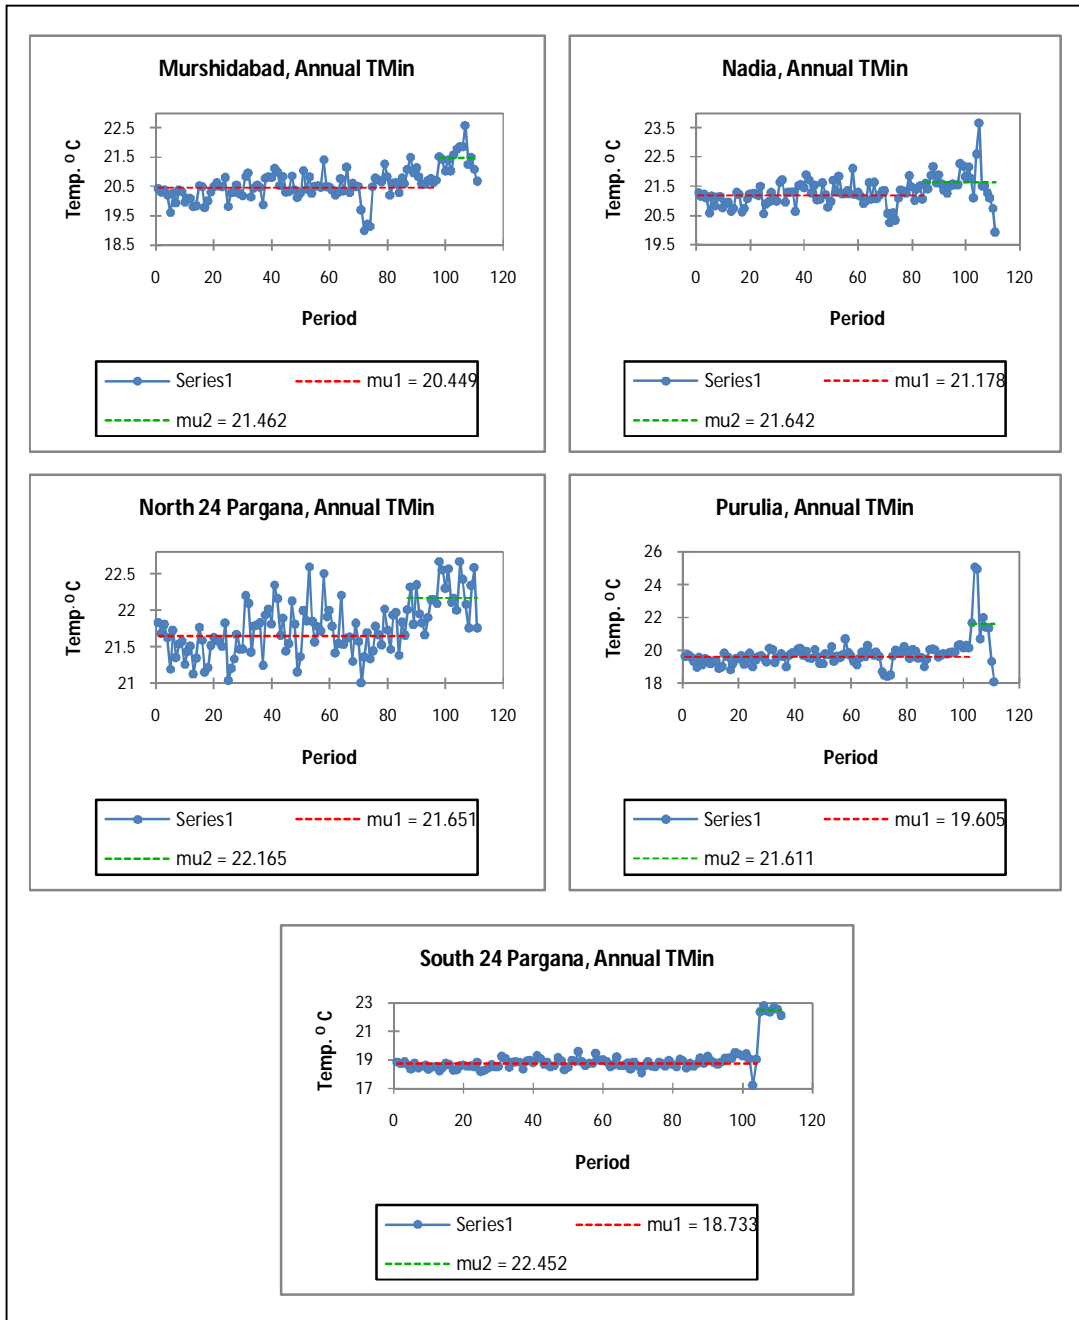 Murshidabad, Annual TMin
Temp. ° C
22.5
21.5
20.5
19.5
18.5
0 20 40 60 80 100 120
Period
Series1 mu1 = 20.449
mu2 = 21.462
Nadia, Annual TMin
Temp. ° C
23.5
22.5
21.5
20.5
19.5
0 20 40 60 80 100 120
Period
Series1 mu1 = 21.178
mu2 = 21.642
North 24 Pargana, Annual TMin
Temp.° C
22.5
22
21.5
21
0 20 40 60 80 100 120
Period
Series1 mu1 = 21.651
mu2 = 22.165
Purulia, Annual TMin
Temp. ° C
26
24
22
20
18
0 20 40 60 80 100 120
Period
Series1 mu1 = 19.605
mu2 = 21.611
South 24 Pargana, Annual TMin
Temp. ° C
23
21
19
17
0 20 40 60 80 100 120
Period
Series1 mu1 = 18.733
mu2 = 22.452